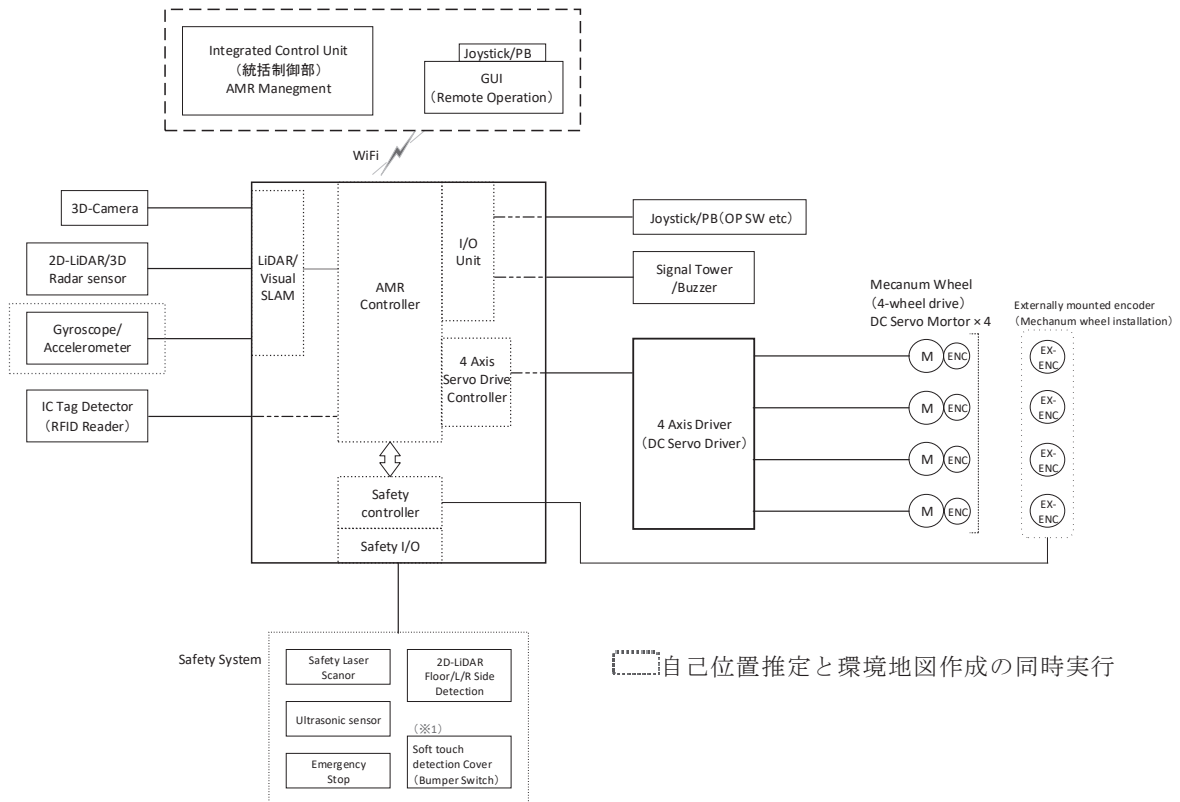 Integrated Control Unit
（統括制御部）
AMR Managment
Joystick/PB
GUI
（Remote Operation）
WiFi
3D-Camera
2D-LiDAR/3D
Radar sensor
Gyroscope/
Accelerometer
IC Tag Detector
（RFID Reader）
LiDAR/
Visual
SLAM
AMR
Controller
I/O
Unit
4 Axis
Servo Drive
Controller
Safety
controller
Safety I/O
Joystick/PB（OP SW etc）
Signal Tower
/Buzzer
4 Axis Driver
（DC Servo Driver）
Mecanum Wheel
（4-wheel drive）
DC Servo Mortor × 4
Externally mounted encoder
（Mechanum wheel installation）
M
ENC
EX-
ENC
M
ENC
EX-
ENC
M
ENC
EX-
ENC
M
ENC
EX-
ENC
Safety System
Safety Laser
Scanor
2D-LiDAR
Floor/L/R Side
Detection
Ultrasonic sensor
（※1）
Soft touch
detection Cover
（Bumper Switch）
Emergency
Stop
自己位置推定と環境地図作成の同時実行